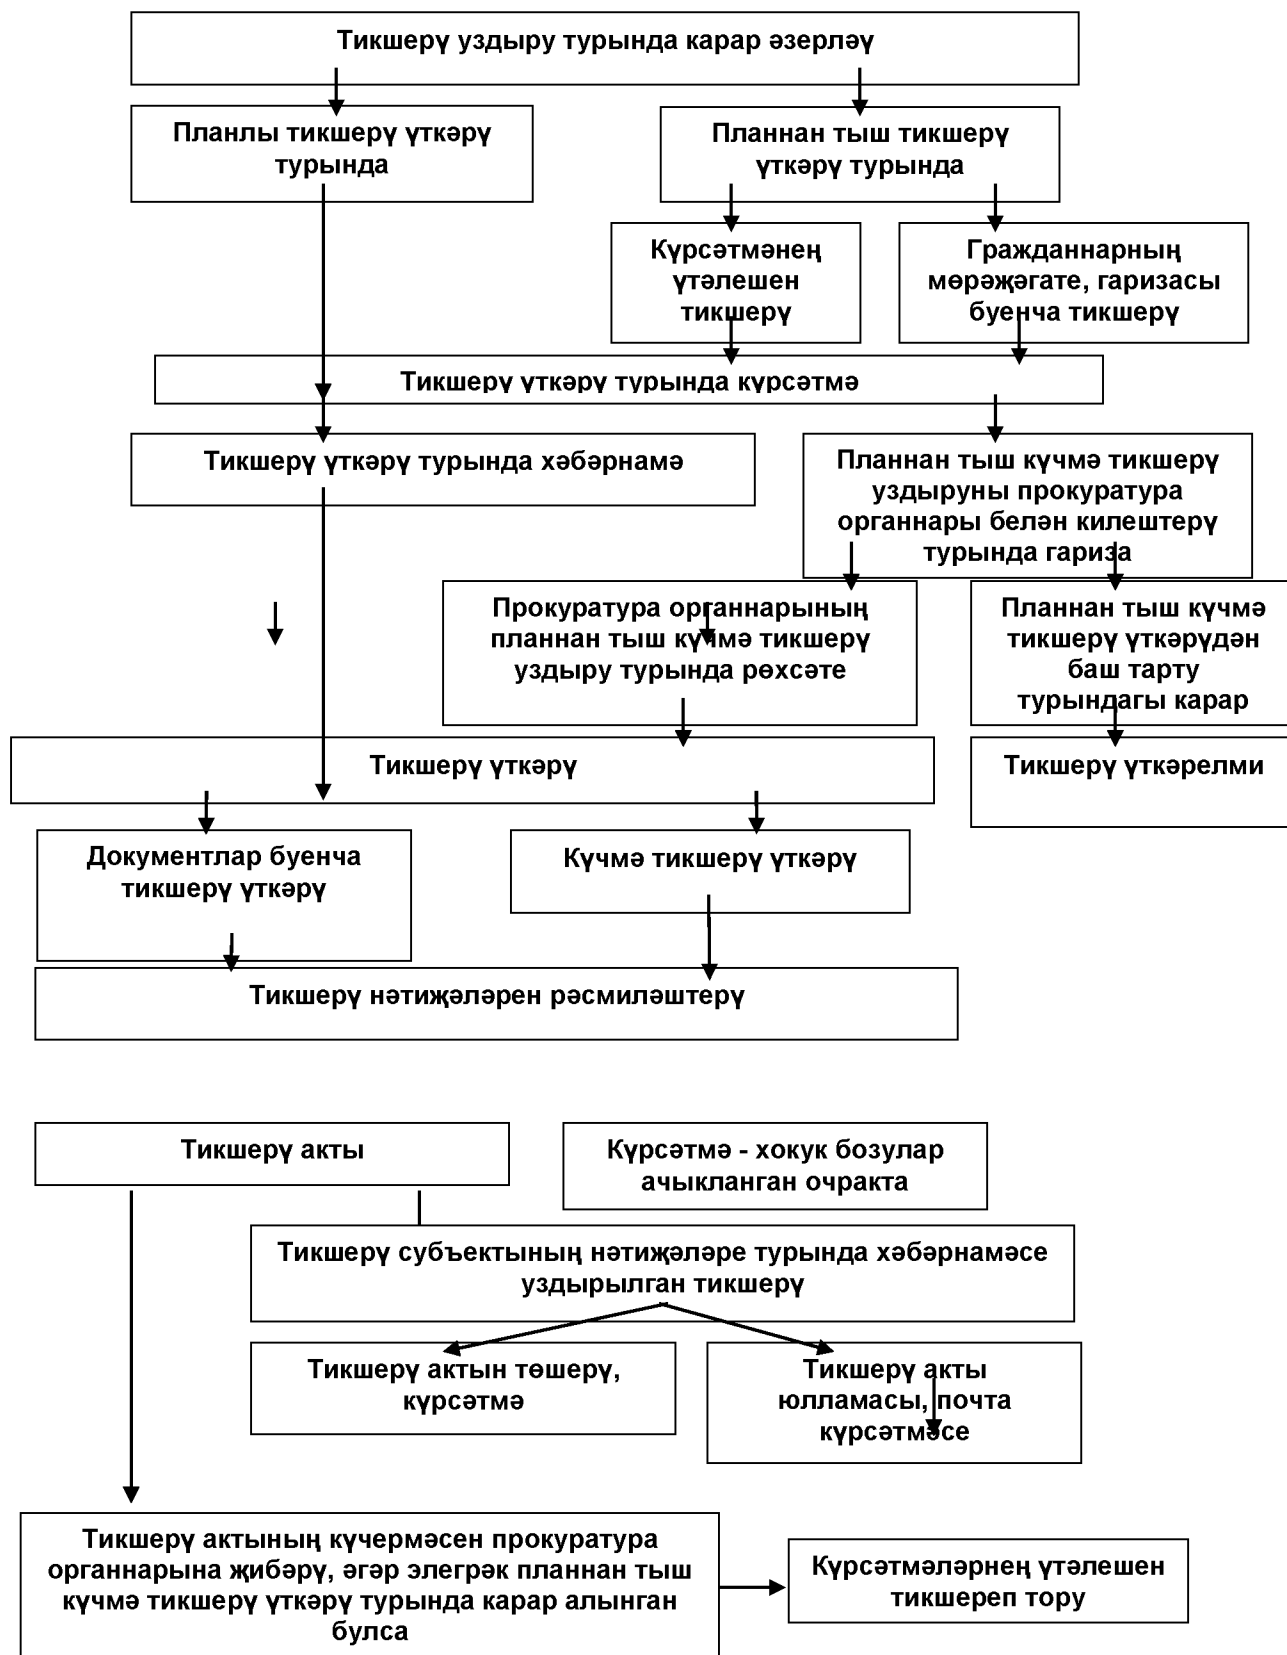 Тикшерү уздыру турында карар әзерләү
Планлы тикшерү үткәрү
турында
Планнан тыш тикшерү
үткәрү турында
Күрсәтмәнең
үтәлешен
тикшерү
Гражданнарның
мөрәҗәгате, гаризасы
буенча тикшерү
Тикшерү үткәрү турында күрсәтмә
Тикшерү үткәрү турында хәбәрнамә
Планнан тыш күчмә тикшерү
уздыруны прокуратура
органнары белән килештерү
турында гариза
Прокуратура органнарының
планнан тыш күчмә тикшерү
уздыру турында рөхсәте
Планнан тыш күчмә
тикшерү үткәрүдән
баш тарту
турындагы карар
Тикшерү үткәрү
Тикшерү үткәрелми
Документлар буенча
тикшерү үткәрү
Күчмә тикшерү үткәрү
Тикшерү нәтиҗәләрен рәсмиләштерү
Тикшерү акты
Күрсәтмә - хокук бозулар
ачыкланган очракта
Тикшерү субъектының нәтиҗәләре турында хәбәрнамәсе
уздырылган тикшерү
Тикшерү актын төшерү,
күрсәтмә
Тикшерү акты
юлламасы, почта
күрсәтмәсе
Тикшерү актының күчермәсен прокуратура
органнарына җибәрү, әгәр элегрәк планнан тыш
күчмә тикшерү үткәрү турында карар алынган
булса
Күрсәтмәләрнең үтәлешен
тикшереп тору